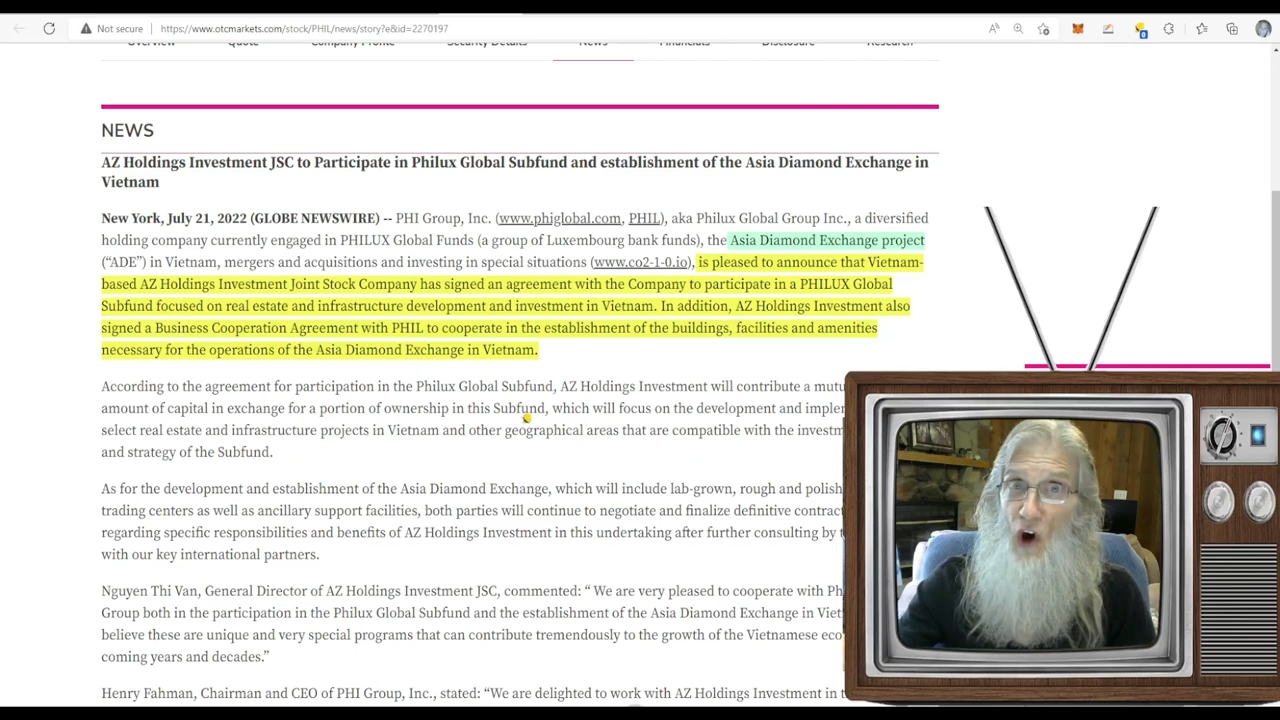 Not secure | https://www.otcmarkets.com/stock/PHIL/news/story?e&id=2270197
Overview Quote Company Profile Security Details News Financials Disclosure Research
NEWS
AZ Holdings Investment JSC to Participate in Philux Global Subfund and establishment of the Asia Diamond Exchange in
Vietnam
New York, July 21, 2022 (GLOBE NEWSWIRE) -- PHI Group, Inc. (www.phiglobal.com, PHIL), aka Philux Global Group Inc., a diversified
holding company currently engaged in PHILUX Global Funds (a group of Luxembourg bank funds), the Asia Diamond Exchange project
(“ADE”) in Vietnam, mergers and acquisitions and investing in special situations (www.co2-1-0.io), is pleased to announce that Vietnam-
based AZ Holdings Investment Joint Stock Company has signed an agreement with the Company to participate in a PHILUX Global
Subfund focused on real estate and infrastructure development and investment in Vietnam. In addition, AZ Holdings Investment also
signed a Business Cooperation Agreement with PHIL to cooperate in the establishment of the buildings, facilities and amenities
necessary for the operations of the Asia Diamond Exchange in Vietnam.
According to the agreement for participation in the Philux Global Subfund, AZ Holdings Investment will contribute a mutu
amount of capital in exchange for a portion of ownership in this Subfund, which will focus on the development and implem
select real estate and infrastructure projects in Vietnam and other geographical areas that are compatible with the investm
and strategy of the Subfund.
As for the development and establishment of the Asia Diamond Exchange, which will include lab-grown, rough and polish
trading centers as well as ancillary support facilities, both parties will continue to negotiate and finalize definitive contract
regarding specific responsibilities and benefits of AZ Holdings Investment in this undertaking after further consulting by
with our key international partners.
Nguyen Thi Van, General Director of AZ Holdings Investment JSC, commented: “ We are very pleased to cooperate with Ph
Group both in the participation in the Philux Global Subfund and the establishment of the Asia Diamond Exchange in Viet
believe these are unique and very special programs that can contribute tremendously to the growth of the Vietnamese eco
coming years and decades.”
Henry Fahman, Chairman and CEO of PHI Group, Inc., stated: “We are delighted to work with AZ Holdings Investment in